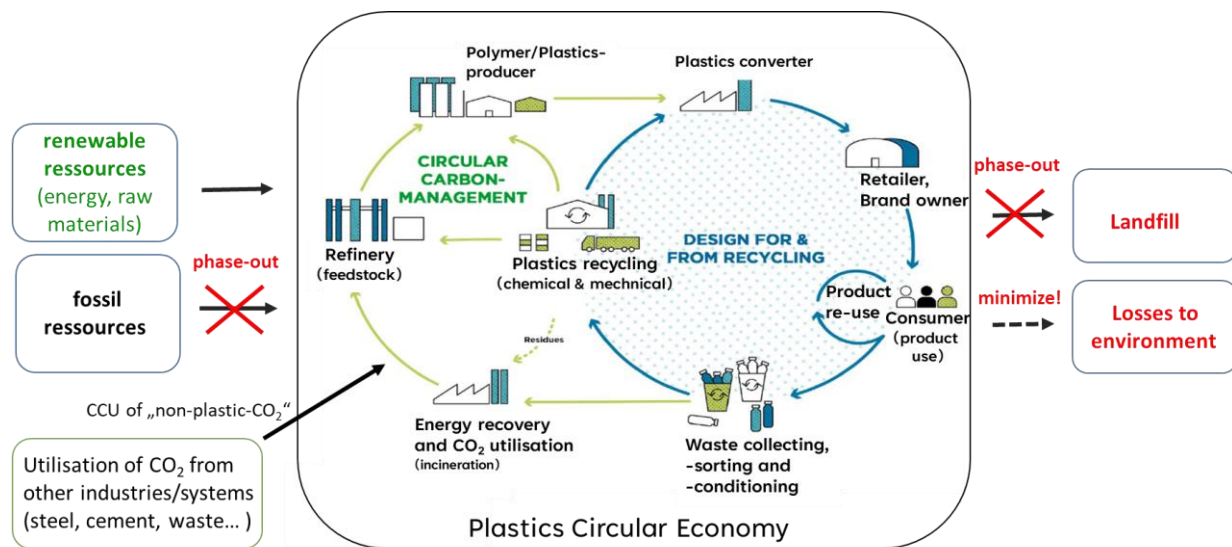 renewable
ressources
(energy, raw
materials)
phase-out
fossil
ressources
CCU of „non-plastic-CO₂“
Utilisation of CO₂ from
other industries/systems
(steel, cement, waste… )
Polymer/Plastics-
producer
Plastics converter
CIRCULAR
CARBON-
MANAGEMENT
Retailer,
Brand owner
Refinery
(feedstock)
Plastics recycling
(chemical & mechnical)
DESIGN FOR &
FROM RECYCLING
Product
re-use
Consumer
(product
use)
Residues
Energy recovery
and CO₂ utilisation
(incineration)
Waste collecting,
-sorting and
-conditioning
Plastics Circular Economy
phase-out
Landfill
minimize!
Losses to
environment